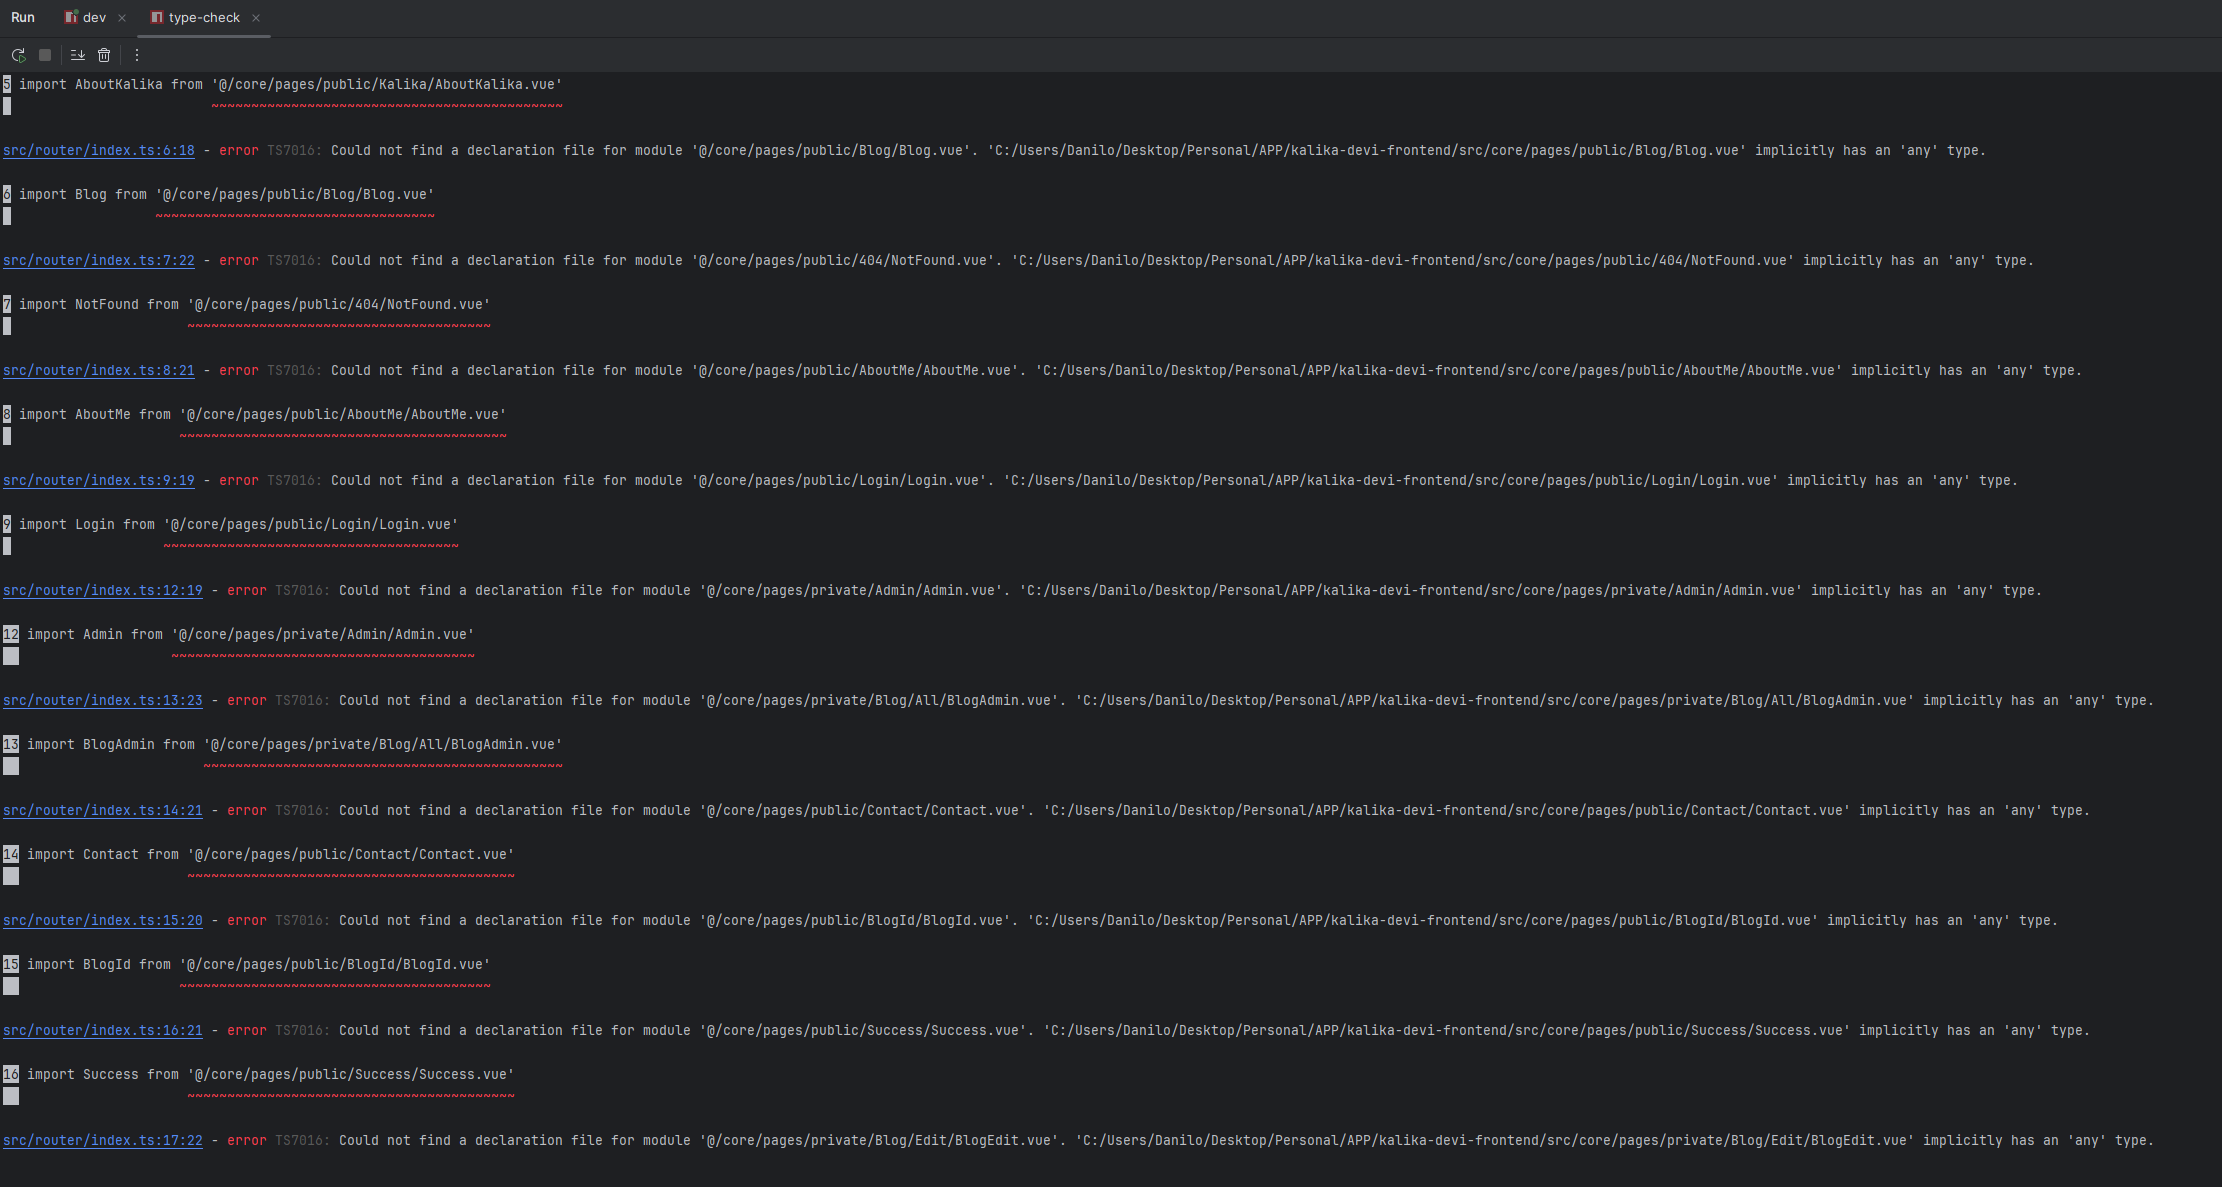 Run dev × type-check ×
5 import AboutKalika from '@/core/pages/public/Kalika/AboutKalika.vue'
~~~~~~~~~~~~~~~~~~~~~~~~~~~~~~~~~~~~~~~~~~~~
src/router/index.ts:6:18 - error TS7016: Could not find a declaration file for module '@/core/pages/public/Blog/Blog.vue'. 'C:/Users/Danilo/Desktop/Personal/APP/kalika-devi-frontend/src/core/pages/public/Blog/Blog.vue' implicitly has an 'any' type.
6 import Blog from '@/core/pages/public/Blog/Blog.vue'
~~~~~~~~~~~~~~~~~~~~~~~~~~~~~~~~~~~
src/router/index.ts:7:22 - error TS7016: Could not find a declaration file for module '@/core/pages/public/404/NotFound.vue'. 'C:/Users/Danilo/Desktop/Personal/APP/kalika-devi-frontend/src/core/pages/public/404/NotFound.vue' implicitly has an 'any' type.
7 import NotFound from '@/core/pages/public/404/NotFound.vue'
~~~~~~~~~~~~~~~~~~~~~~~~~~~~~~~~~~~~~~
src/router/index.ts:8:21 - error TS7016: Could not find a declaration file for module '@/core/pages/public/AboutMe/AboutMe.vue'. 'C:/Users/Danilo/Desktop/Personal/APP/kalika-devi-frontend/src/core/pages/public/AboutMe/AboutMe.vue' implicitly has an 'any' type.
8 import AboutMe from '@/core/pages/public/AboutMe/AboutMe.vue'
~~~~~~~~~~~~~~~~~~~~~~~~~~~~~~~~~~~~~~~~~
src/router/index.ts:9:19 - error TS7016: Could not find a declaration file for module '@/core/pages/public/Login/Login.vue'. 'C:/Users/Danilo/Desktop/Personal/APP/kalika-devi-frontend/src/core/pages/public/Login/Login.vue' implicitly has an 'any' type.
9 import Login from '@/core/pages/public/Login/Login.vue'
~~~~~~~~~~~~~~~~~~~~~~~~~~~~~~~~~~~~~
src/router/index.ts:12:19 - error TS7016: Could not find a declaration file for module '@/core/pages/private/Admin/Admin.vue'. 'C:/Users/Danilo/Desktop/Personal/APP/kalika-devi-frontend/src/core/pages/private/Admin/Admin.vue' implicitly has an 'any' type.
12 import Admin from '@/core/pages/private/Admin/Admin.vue'
~~~~~~~~~~~~~~~~~~~~~~~~~~~~~~~~~~~~~~
src/router/index.ts:13:23 - error TS7016: Could not find a declaration file for module '@/core/pages/private/Blog/All/BlogAdmin.vue'. 'C:/Users/Danilo/Desktop/Personal/APP/kalika-devi-frontend/src/core/pages/private/Blog/All/BlogAdmin.vue' implicitly has an 'any' type.
13 import BlogAdmin from '@/core/pages/private/Blog/All/BlogAdmin.vue'
~~~~~~~~~~~~~~~~~~~~~~~~~~~~~~~~~~~~~~~~~~~~~
src/router/index.ts:14:21 - error TS7016: Could not find a declaration file for module '@/core/pages/public/Contact/Contact.vue'. 'C:/Users/Danilo/Desktop/Personal/APP/kalika-devi-frontend/src/core/pages/public/Contact/Contact.vue' implicitly has an 'any' type.
14 import Contact from '@/core/pages/public/Contact/Contact.vue'
~~~~~~~~~~~~~~~~~~~~~~~~~~~~~~~~~~~~~~~~~
src/router/index.ts:15:20 - error TS7016: Could not find a declaration file for module '@/core/pages/public/BlogId/BlogId.vue'. 'C:/Users/Danilo/Desktop/Personal/APP/kalika-devi-frontend/src/core/pages/public/BlogId/BlogId.vue' implicitly has an 'any' type.
15 import BlogId from '@/core/pages/public/BlogId/BlogId.vue'
~~~~~~~~~~~~~~~~~~~~~~~~~~~~~~~~~~~~~~~
src/router/index.ts:16:21 - error TS7016: Could not find a declaration file for module '@/core/pages/public/Success/Success.vue'. 'C:/Users/Danilo/Desktop/Personal/APP/kalika-devi-frontend/src/core/pages/public/Success/Success.vue' implicitly has an 'any' type.
16 import Success from '@/core/pages/public/Success/Success.vue'
~~~~~~~~~~~~~~~~~~~~~~~~~~~~~~~~~~~~~~~~~
src/router/index.ts:17:22 - error TS7016: Could not find a declaration file for module '@/core/pages/private/Blog/Edit/BlogEdit.vue'. 'C:/Users/Danilo/Desktop/Personal/APP/kalika-devi-frontend/src/core/pages/private/Blog/Edit/BlogEdit.vue' implicitly has an 'any' type.